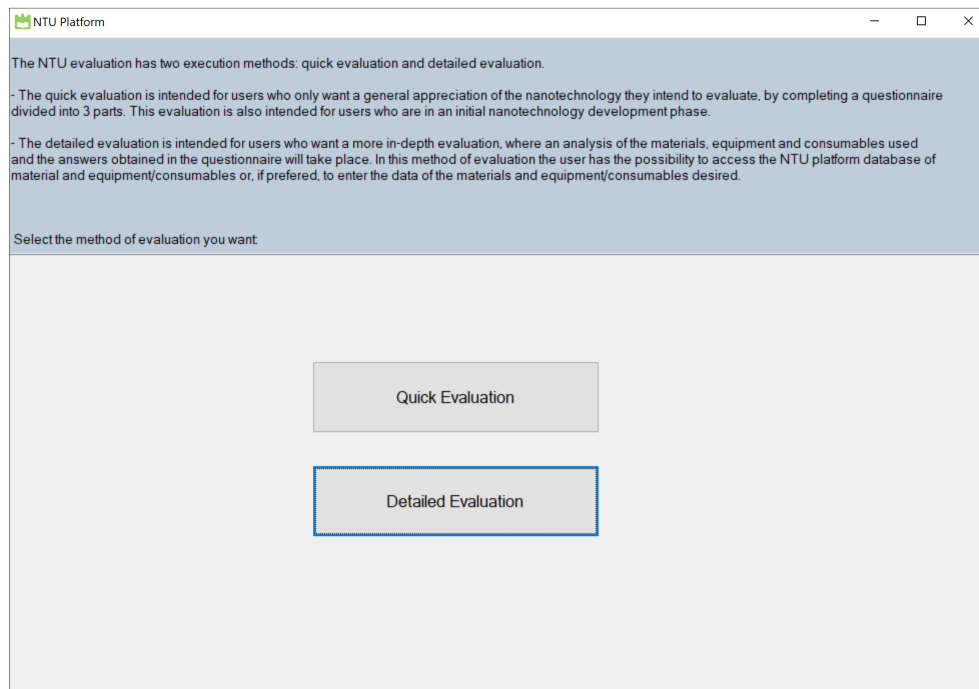 NTU Platform
The NTU evaluation has two execution methods: quick evaluation and detailed evaluation.
- The quick evaluation is intended for users who only want a general appreciation of the nanotechnology they intend to evaluate, by completing a questionnaire
divided into 3 parts. This evaluation is also intended for users who are in an initial nanotechnology development phase.
- The detailed evaluation is intended for users who want a more in-depth evaluation, where an analysis of the materials, equipment and consumables used
and the answers obtained in the questionnaire will take place. In this method of evaluation the user has the possibility to access the NTU platform database of
material and equipment/consumables or, if prefered, to enter the data of the materials and equipment/consumables desired.
Select the method of evaluation you want:
Quick Evaluation
Detailed Evaluation